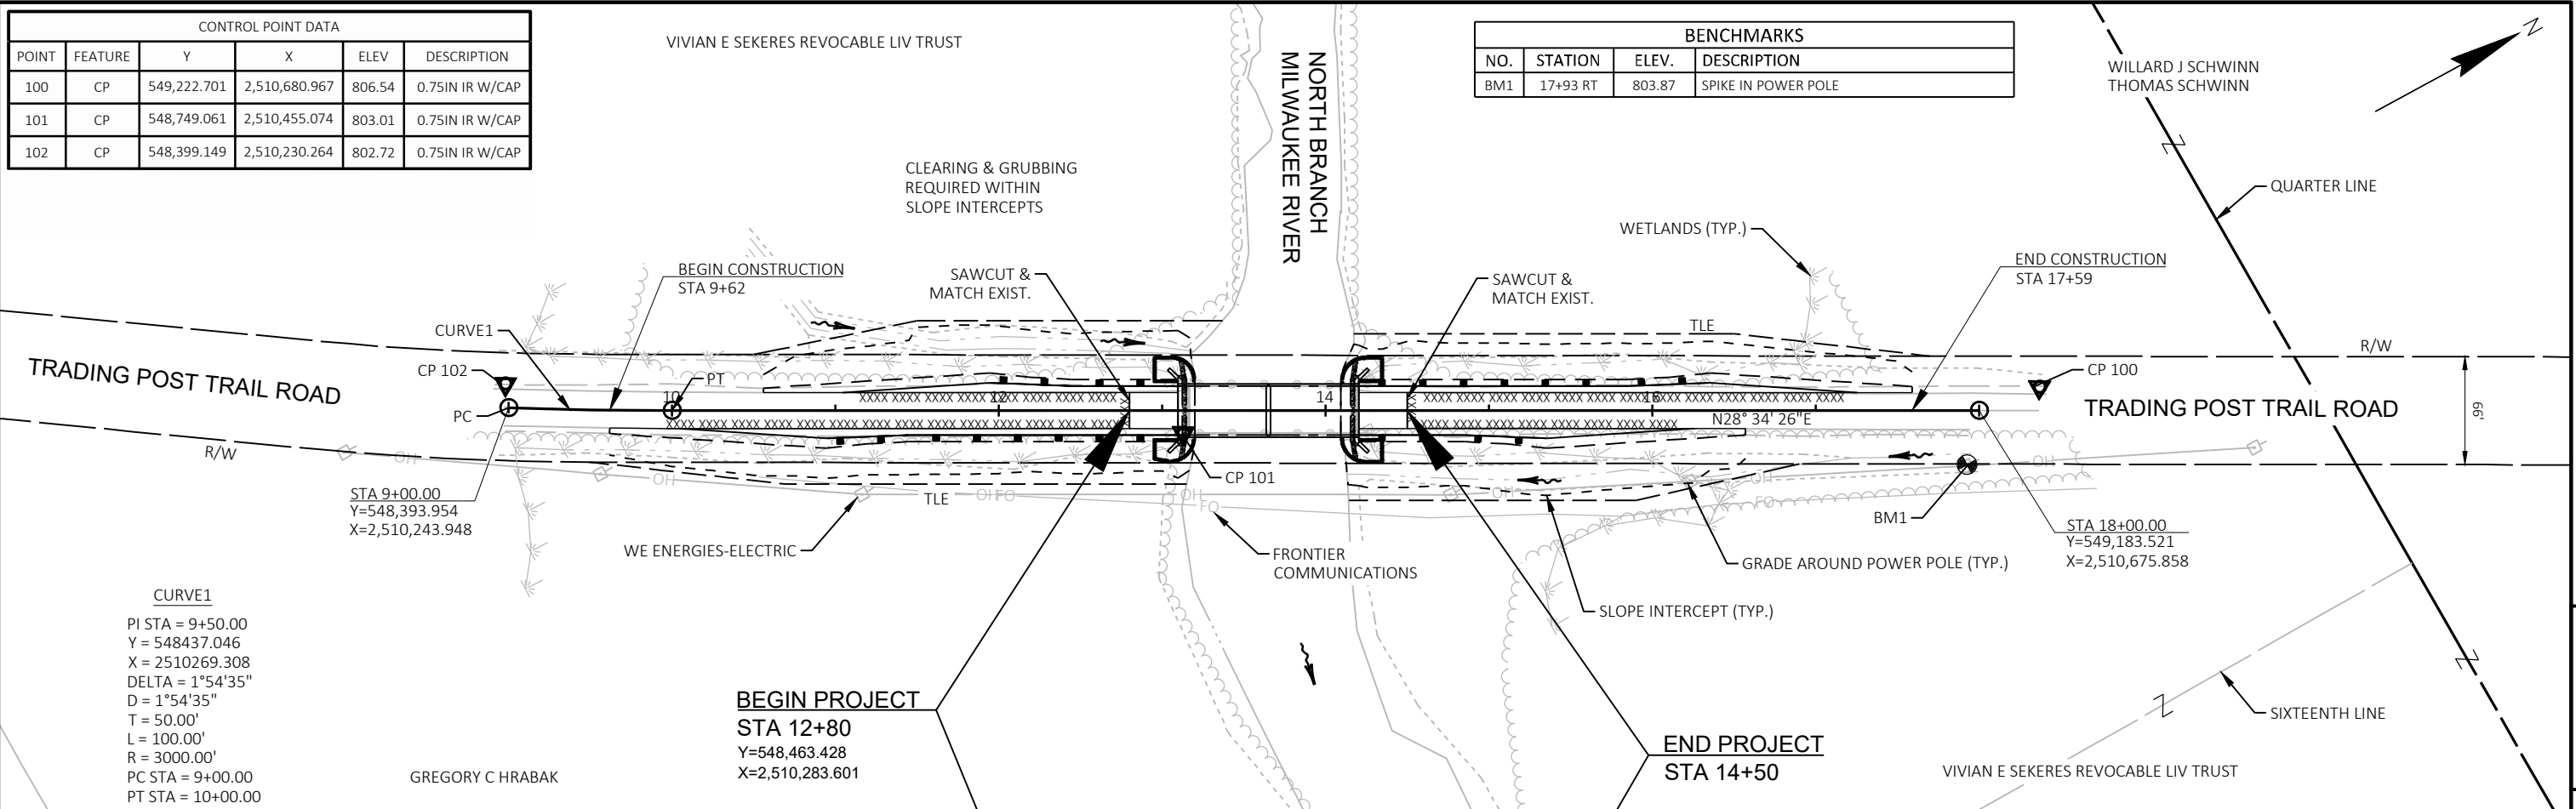 CONTROL POINT DATA
POINT FEATURE Y X ELEV DESCRIPTION
100 CP 549,222.701 2,510,680.967 806.54 0.75IN IR W/CAP
101 CP 548,749.061 2,510,455.074 803.01 0.75IN IR W/CAP
102 CP 548,399.149 2,510,230.264 802.72 0.75IN IR W/CAP
VIVIAN E SEKERES REVOCABLE LIV TRUST
NORTH BRANCH
MILWAUKEE RIVER
BENCHMARKS
NO. STATION ELEV. DESCRIPTION
BM1 17+93 RT 803.87 SPIKE IN POWER POLE
WILLARD J SCHWINN
THOMAS SCHWINN
N
CLEARING & GRUBBING
REQUIRED WITHIN
SLOPE INTERCEPTS
QUARTER LINE
WETLANDS (TYP.)
BEGIN CONSTRUCTION
STA 9+62
SAWCUT &
MATCH EXIST.
SAWCUT &
MATCH EXIST.
END CONSTRUCTION
STA 17+59
CURVE1
TLE
R/W
TRADING POST TRAIL ROAD
CP 102
PT
CP 100
PC
10
12
14
16
N28° 34' 26"E
TRADING POST TRAIL ROAD
66'
R/W
OH
OH
OH
FO
OH
FO
OH
OH
OH
FO
TLE
CP 101
STA 9+00.00
Y=548,393.954
X=2,510,243.948
BM1
STA 18+00.00
Y=549,183.521
X=2,510,675.858
WE ENERGIES-ELECTRIC
FRONTIER
COMMUNICATIONS
GRADE AROUND POWER POLE (TYP.)
SLOPE INTERCEPT (TYP.)
CURVE1
PI STA = 9+50.00
Y = 548437.046
X = 2510269.308
DELTA = 1°54'35"
D = 1°54'35"
T = 50.00'
L = 100.00'
R = 3000.00'
PC STA = 9+00.00
PT STA = 10+00.00
GREGORY C HRABAK
BEGIN PROJECT
STA 12+80
Y=548,463.428
X=2,510,283.601
END PROJECT
STA 14+50
SIXTEENTH LINE
VIVIAN E SEKERES REVOCABLE LIV TRUST